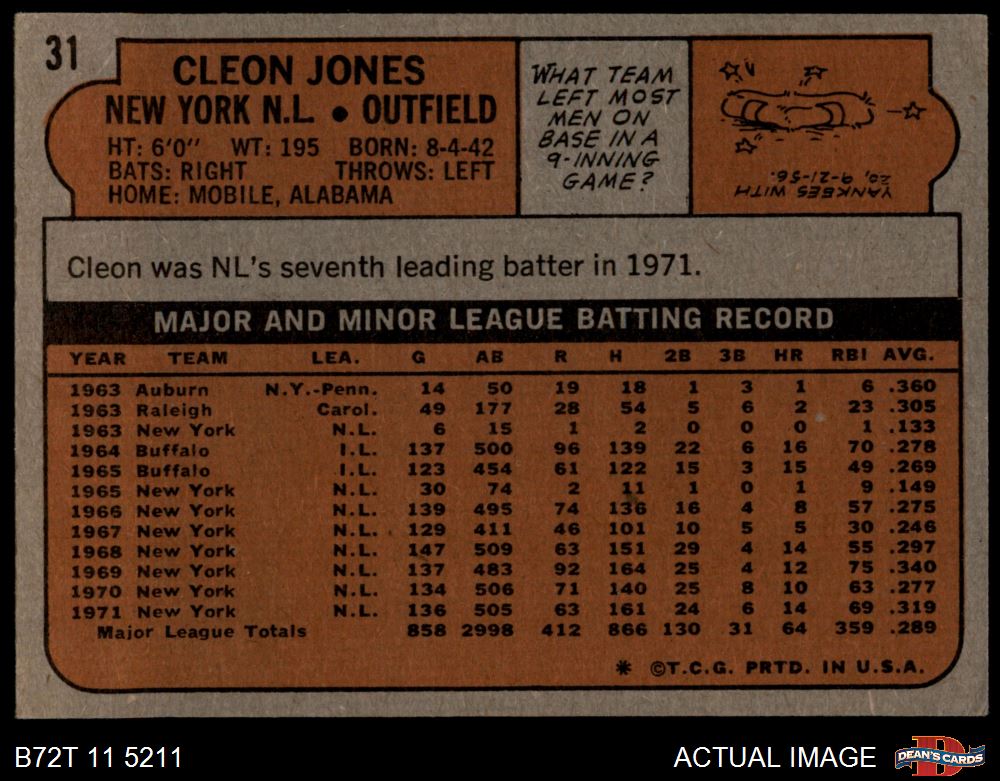 31
CLEON JONES
NEW YORK N.L. • OUTFIELD
HT: 6'0" WT: 195 BORN: 8-4-42
BATS: RIGHT THROWS: LEFT
HOME: MOBILE, ALABAMA
WHAT TEAM
LEFT MOST
MEN ON
BASE IN A
9-INNING
GAME?
YANKEES WITH
20, 9-21-56.
Cleon was NL's seventh leading batter in 1971.
MAJOR AND MINOR LEAGUE BATTING RECORD
YEAR TEAM LEA. G AB R H 2B 3B HR RBI AVG.
1963 Auburn N.Y.-Penn. 14 50 19 18 1 3 1 6 .360
1963 Raleigh Carol. 49 177 28 54 5 6 2 23 .305
1963 New York N.L. 6 15 1 2 0 0 0 1 .133
1964 Buffalo I.L. 137 500 96 139 22 6 16 70 .278
1965 Buffalo I.L. 123 454 61 122 15 3 15 49 .269
1965 New York N.L. 30 74 2 11 1 0 1 9 .149
1966 New York N.L. 139 495 74 136 16 4 8 57 .275
1967 New York N.L. 129 411 46 101 10 5 5 30 .246
1968 New York N.L. 147 509 63 151 29 4 14 55 .297
1969 New York N.L. 137 483 92 164 25 4 12 75 .340
1970 New York N.L. 134 506 71 140 25 8 10 63 .277
1971 New York N.L. 136 505 63 161 24 6 14 69 .319
Major League Totals 858 2998 412 866 130 31 64 359 .289
* ©T.C.G. PRTD. IN U.S.A.
B72T 11 5211
ACTUAL IMAGE
D
DEAN'S CARDS